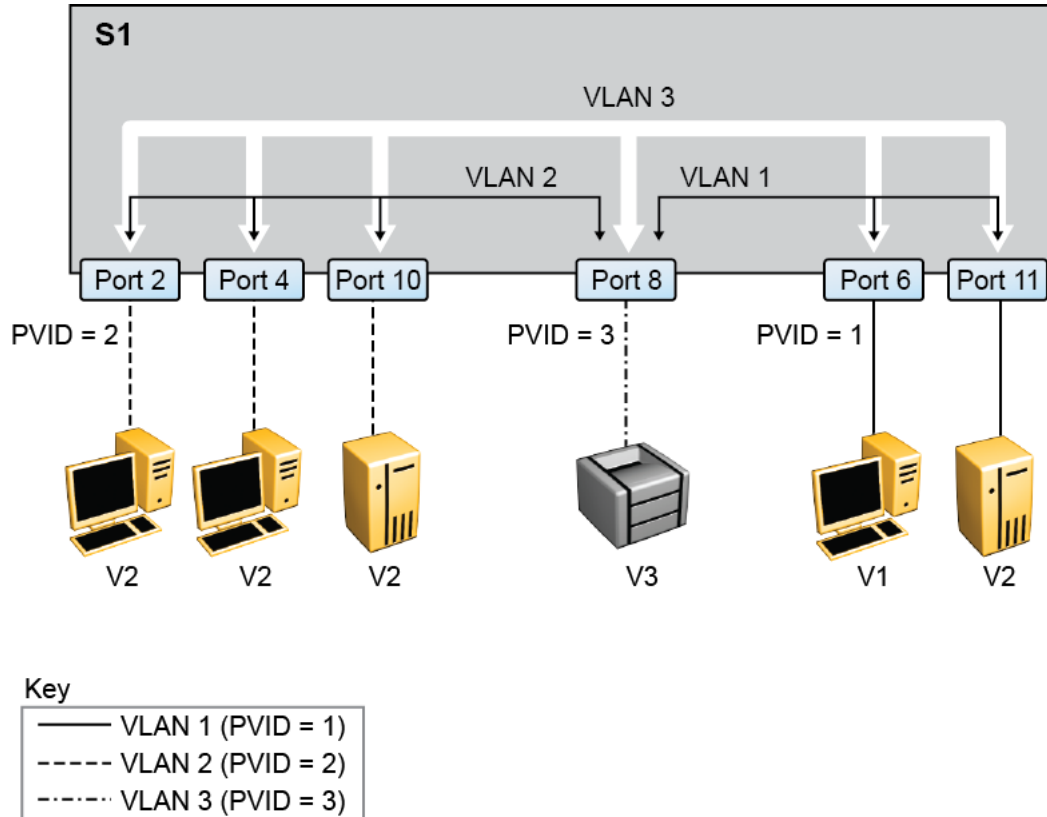 S1
VLAN 3
VLAN 2
VLAN 1
Port 2
Port 4
Port 10
Port 8
Port 6
Port 11
PVID = 2
PVID = 3
PVID = 1
V2
V2
V2
V3
V1
V2
Key
VLAN 1 (PVID = 1)
VLAN 2 (PVID = 2)
VLAN 3 (PVID = 3)